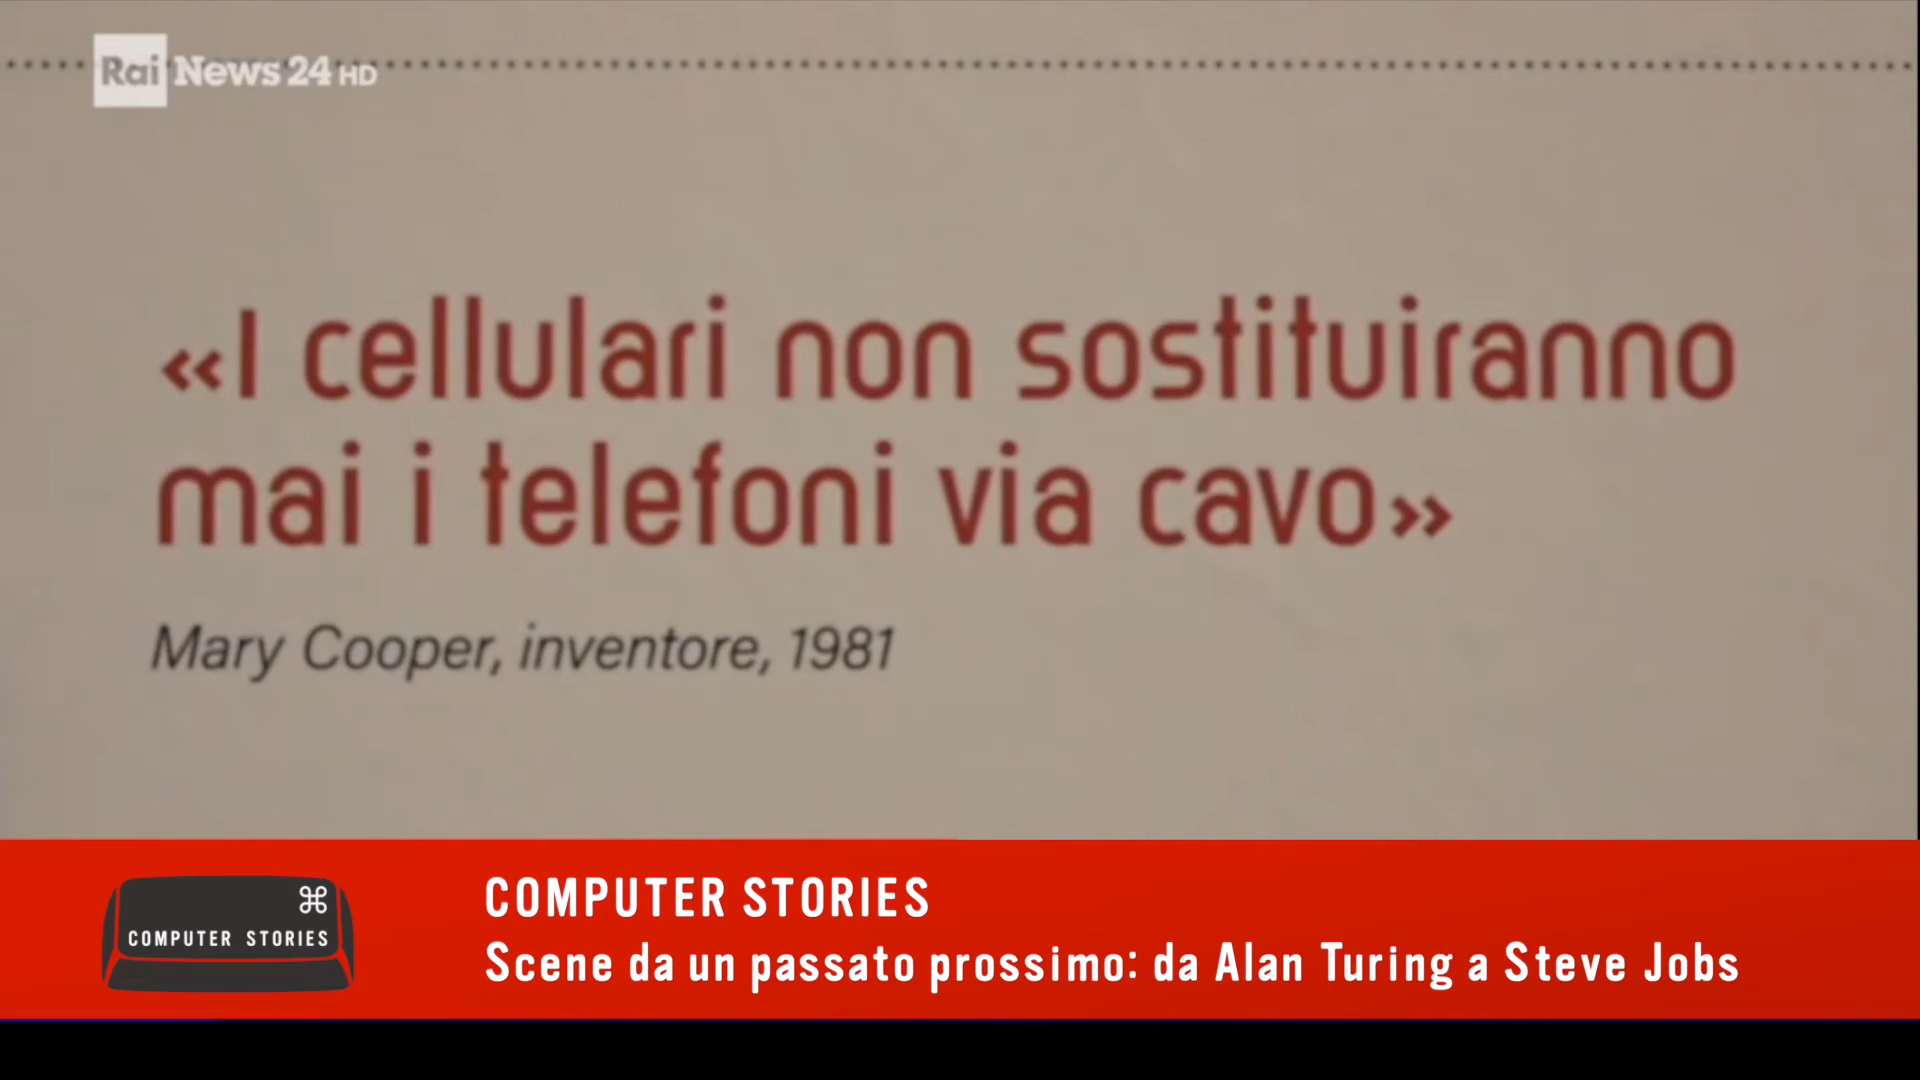 Rai News 24 HD
«I cellulari non sostituiranno
mai i telefoni via cavo»
Mary Cooper, inventore, 1981
⌘
COMPUTER STORIES
COMPUTER STORIES
Scene da un passato prossimo: da Alan Turing a Steve Jobs